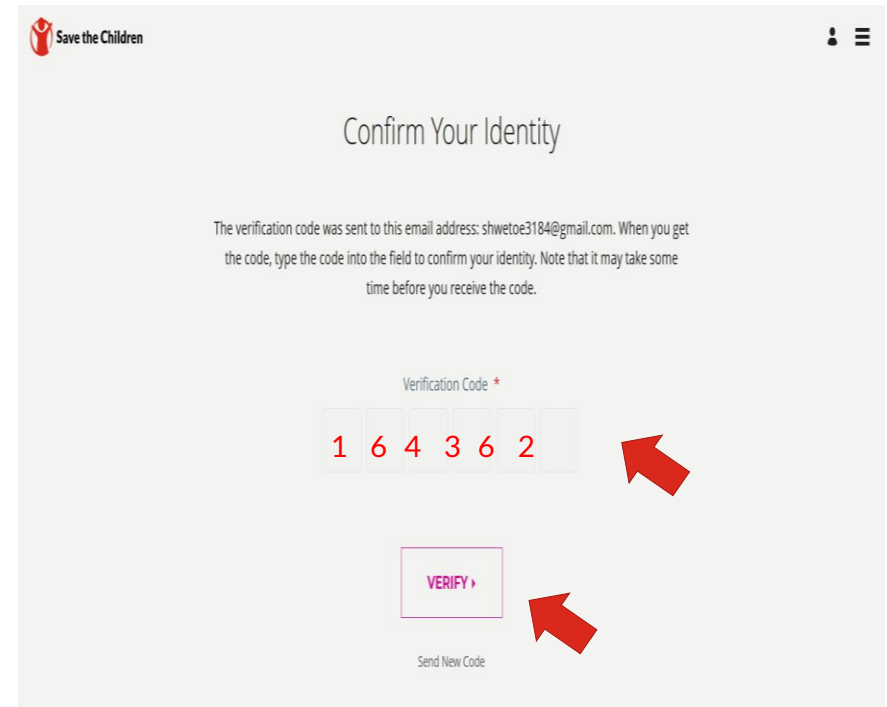 Save the Children
Confirm Your Identity
The verification code was sent to this email address: shwetoe3184@gmail.com. When you get
the code, type the code into the field to confirm your identity. Note that it may take some
time before you receive the code.
Verification Code *
1 6 4 3 6 2
VERIFY
Send New Code